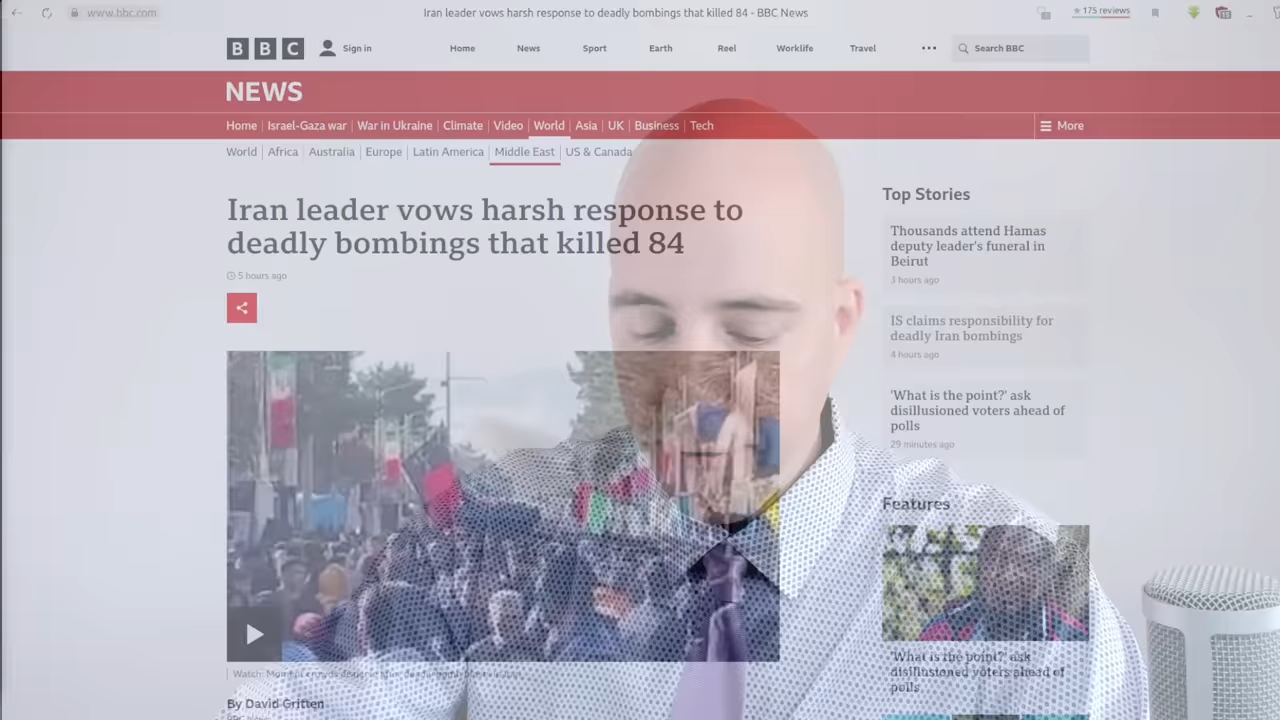 www.bbc.com
Iran leader vows harsh response to deadly bombings that killed 84 - BBC News
175 reviews
BBC
Sign in
Home
News
Sport
Earth
Reel
Worklife
Travel
Search BBC
NEWS
Home
Israel-Gaza war
War in Ukraine
Climate
Video
World
Asia
UK
Business
Tech
More
World
Africa
Australia
Europe
Latin America
Middle East
US & Canada
Iran leader vows harsh response to
deadly bombings that killed 84
5 hours ago
Top Stories
Thousands attend Hamas
deputy leader's funeral in
Beirut
3 hours ago
IS claims responsibility for
deadly Iran bombings
4 hours ago
'What is the point?' ask
disillusioned voters ahead of
polls
29 minutes ago
Features
'What is the point?' ask
disillusioned voters ahead of
polls
Watch:
By David Gritten
BBC News